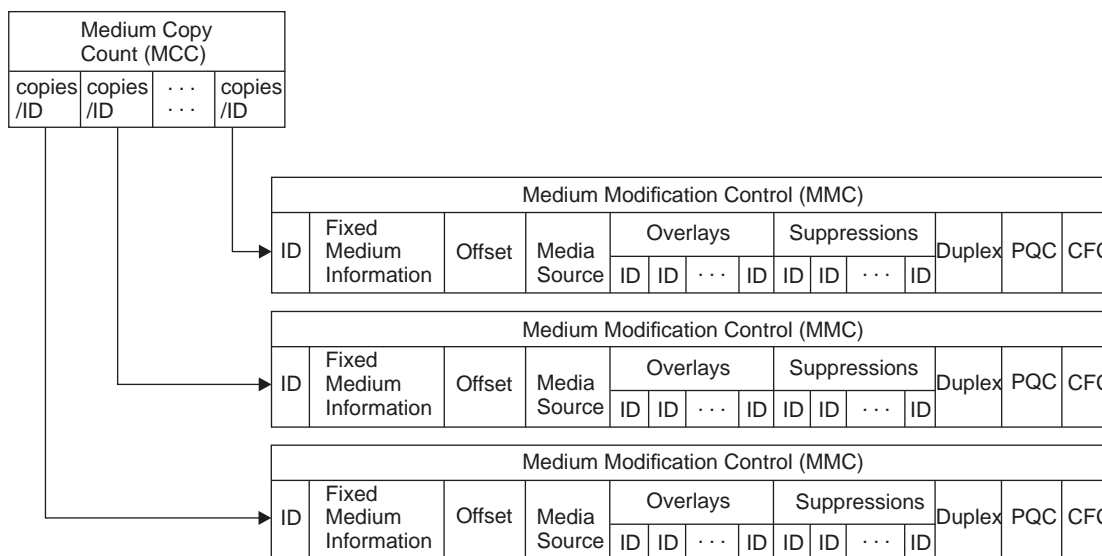 Medium Copy
Count (MCC)
copies
/ID
copies
/ID
· · ·
· · ·
copies
/ID
Medium Modification Control (MMC)
ID
Fixed
Medium
Information
Offset
Media
Source
Overlays
ID ID · · · ID
Suppressions
ID ID · · · ID
Duplex
PQC
Medium Modification Control (MMC)
ID
Fixed
Medium
Information
Offset
Media
Source
Overlays
ID ID · · · ID
Suppressions
ID ID · · · ID
Duplex
PQC
Medium Modification Control (MMC)
ID
Fixed
Medium
Information
Offset
Media
Source
Overlays
ID ID · · · ID
Suppressions
ID ID · · · ID
Duplex
PQC